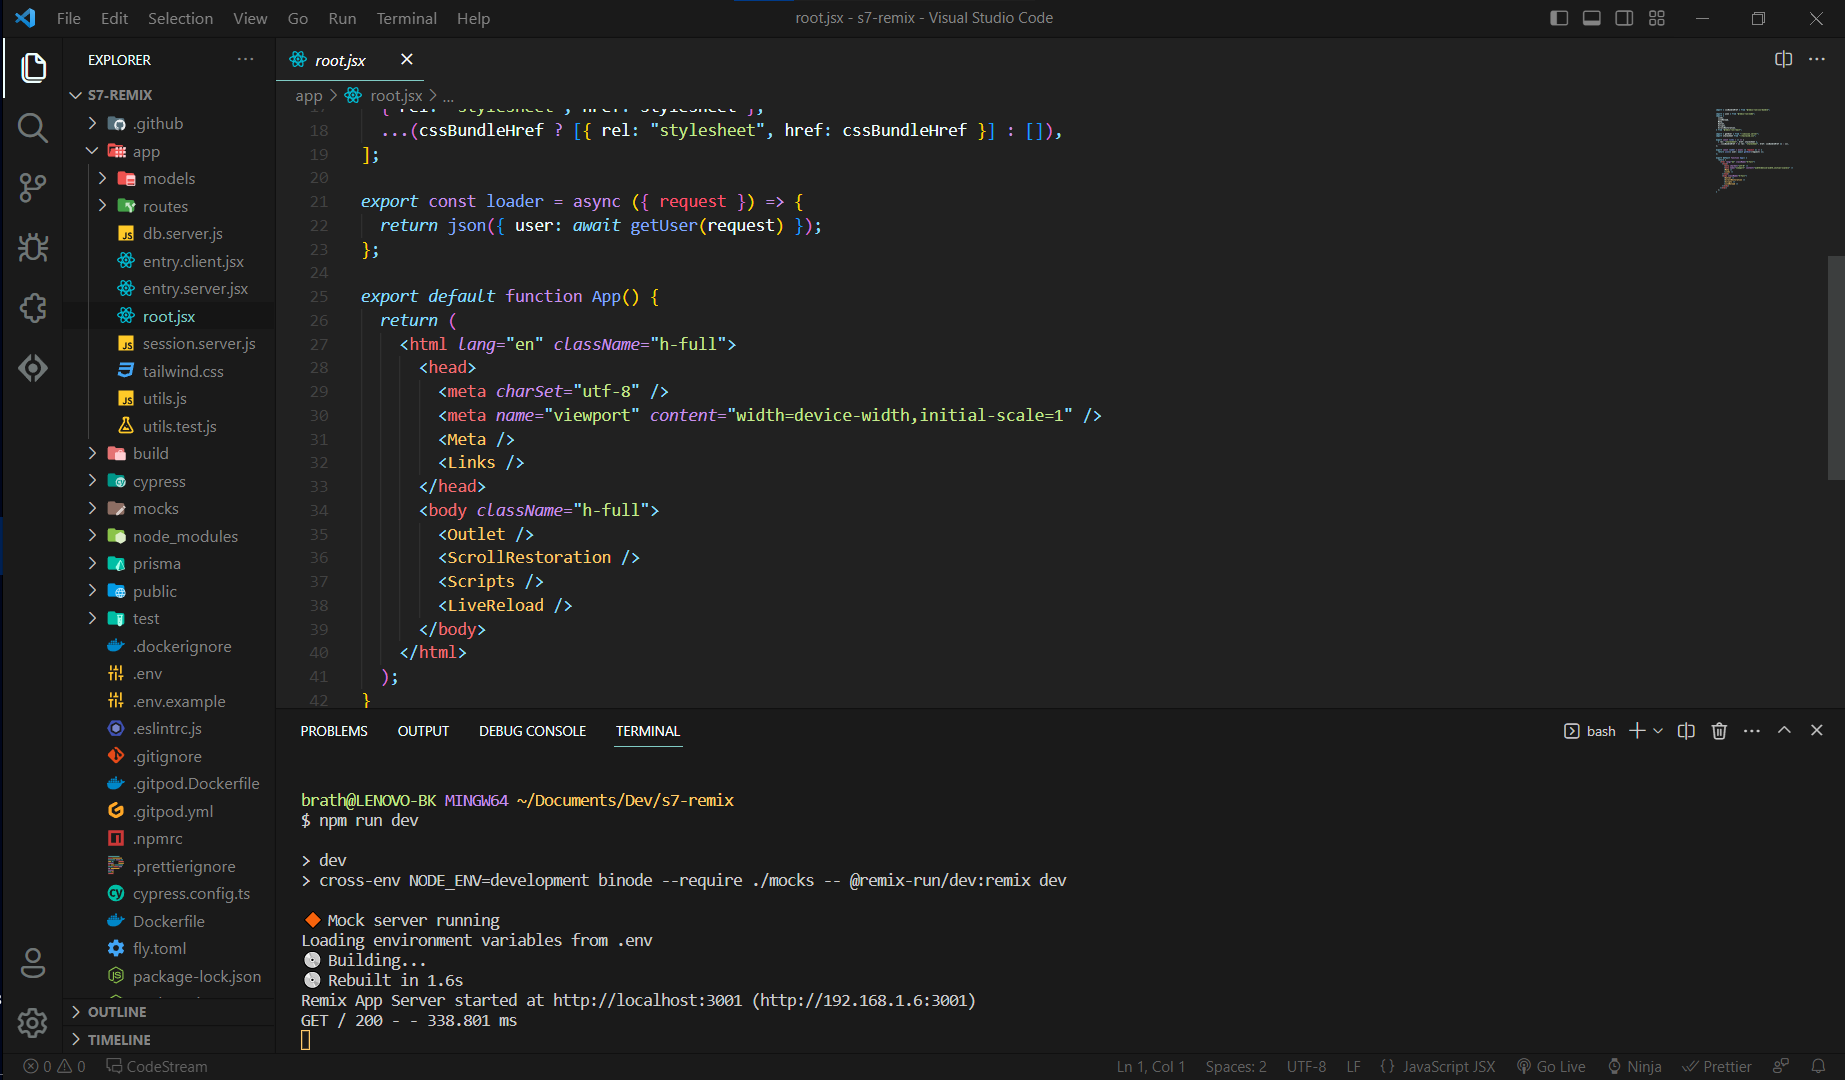 File Edit Selection View Go Run Terminal Help
root.jsx - s7-remix - Visual Studio Code
EXPLORER
S7-REMIX
.github
app
models
routes
db.server.js
entry.client.jsx
entry.server.jsx
root.jsx
session.server.js
tailwind.css
utils.js
utils.test.js
build
cypress
mocks
node_modules
prisma
public
test
.dockerignore
.env
.env.example
.eslintrc.js
.gitignore
.gitpod.Dockerfile
.gitpod.yml
.npmrc
.prettierignore
cypress.config.ts
Dockerfile
fly.toml
package-lock.json
OUTLINE
TIMELINE
root.jsx
app > root.jsx > ...
17 { rel: "stylesheet", href: stylesheet },
18 ...(cssBundleHref ? [{ rel: "stylesheet", href: cssBundleHref }] : []),
19 ];
20
21 export const loader = async ({ request }) => {
22 return json({ user: await getUser(request) });
23 };
24
25 export default function App() {
26 return (
27 <html lang="en" className="h-full">
28 <head>
29 <meta charSet="utf-8" />
30 <meta name="viewport" content="width=device-width,initial-scale=1" />
31 <Meta />
32 <Links />
33 </head>
34 <body className="h-full">
35 <Outlet />
36 <ScrollRestoration />
37 <Scripts />
38 <LiveReload />
39 </body>
40 </html>
41 );
42 }
PROBLEMS OUTPUT DEBUG CONSOLE TERMINAL
bash
brath@LENOVO-BK MINGW64 ~/Documents/Dev/s7-remix
$ npm run dev
> dev
> cross-env NODE_ENV=development binode --require ./mocks -- @remix-run/dev:remix dev
🔶 Mock server running
Loading environment variables from .env
💿 Building...
💿 Rebuilt in 1.6s
Remix App Server started at http://localhost:3001 (http://192.168.1.6:3001)
GET / 200 - - 338.801 ms
0 0 CodeStream
Ln 1, Col 1 Spaces: 2 UTF-8 LF {} JavaScript JSX Go Live Ninja Prettier